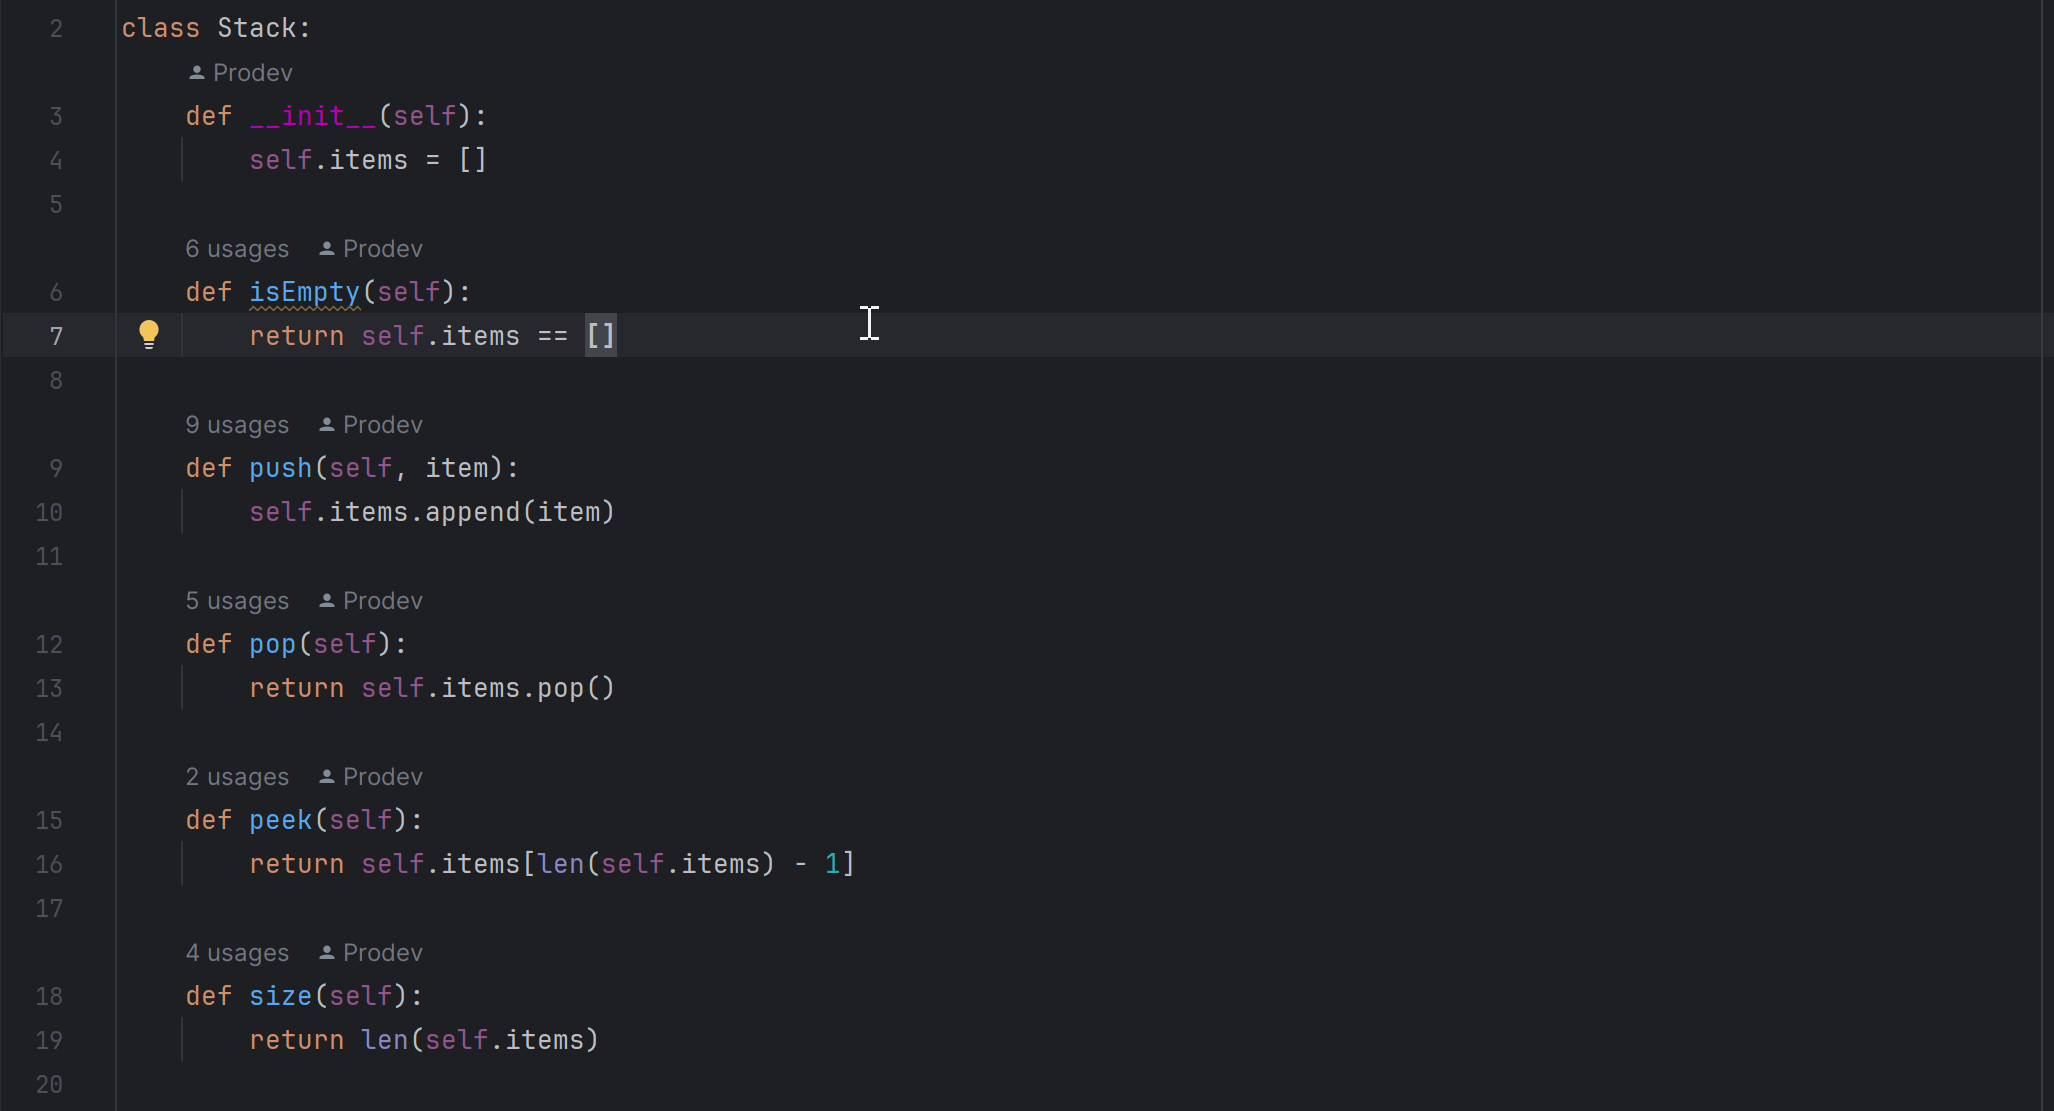 2 class Stack:
Prodev
3 def __init__(self):
4 self.items = []
5
6 usages Prodev
6 def isEmpty(self):
7 return self.items == []
8
9 usages Prodev
9 def push(self, item):
10 self.items.append(item)
11
5 usages Prodev
12 def pop(self):
13 return self.items.pop()
14
2 usages Prodev
15 def peek(self):
16 return self.items[len(self.items) - 1]
17
4 usages Prodev
18 def size(self):
19 return len(self.items)
20